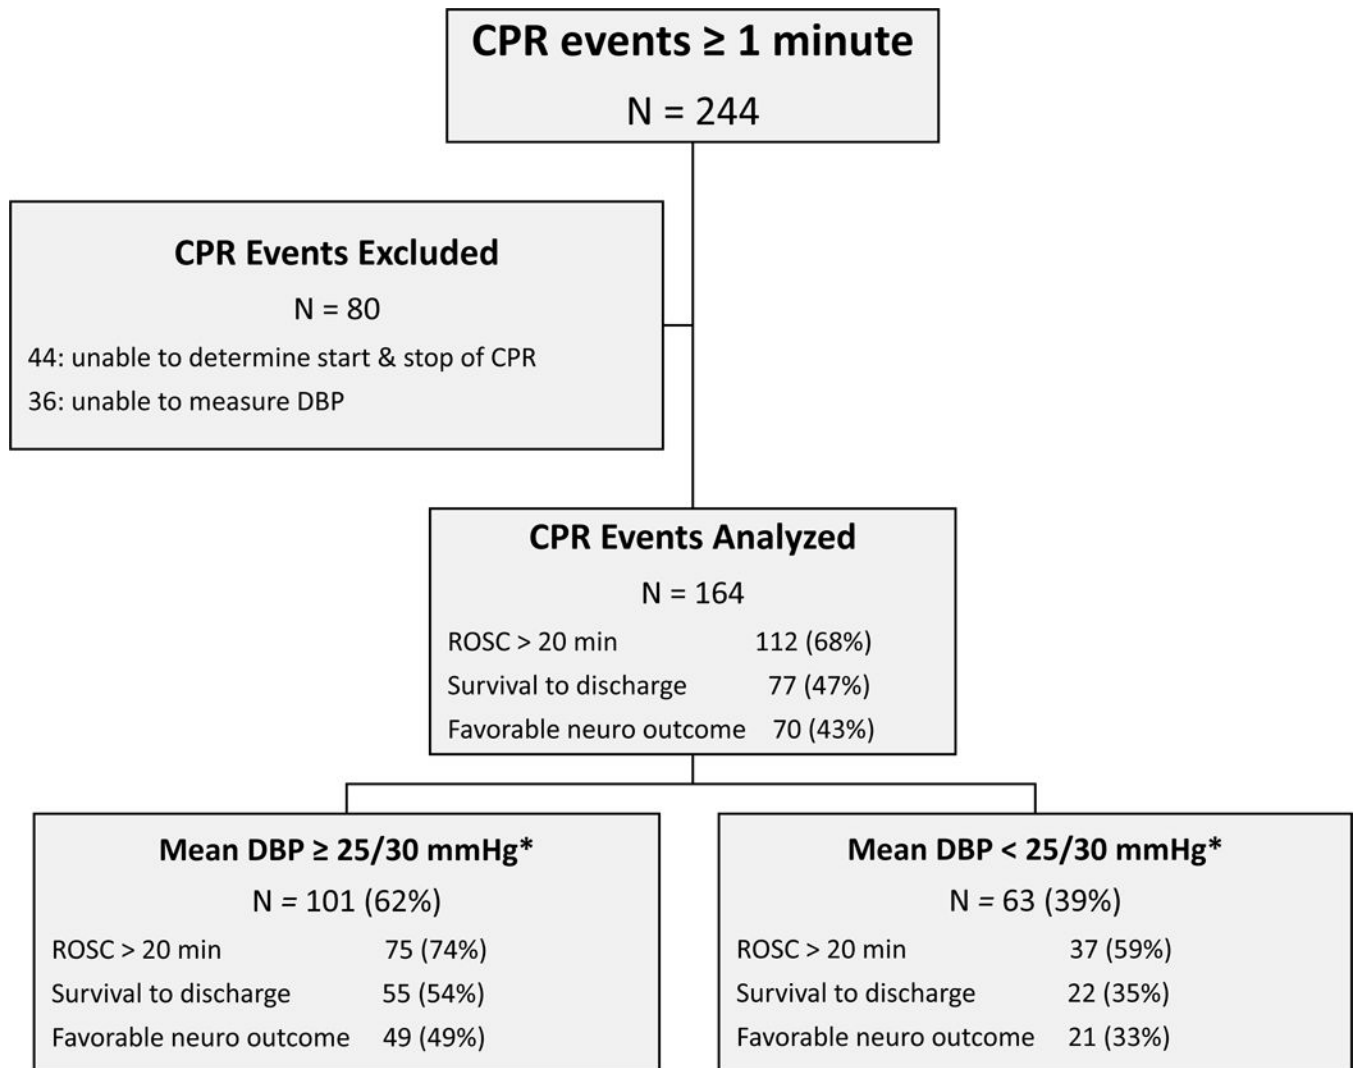 CPR events ≥ 1 minute
N = 244
CPR Events Excluded
N = 80
44: unable to determine start & stop of CPR
36: unable to measure DBP
CPR Events Analyzed
N = 164
ROSC > 20 min 112 (68%)
Survival to discharge 77 (47%)
Favorable neuro outcome 70 (43%)
Mean DBP ≥ 25/30 mmHg*
N = 101 (62%)
ROSC > 20 min 75 (74%)
Survival to discharge 55 (54%)
Favorable neuro outcome 49 (49%)
Mean DBP < 25/30 mmHg*
N = 63 (39%)
ROSC > 20 min 37 (59%)
Survival to discharge 22 (35%)
Favorable neuro outcome 21 (33%)